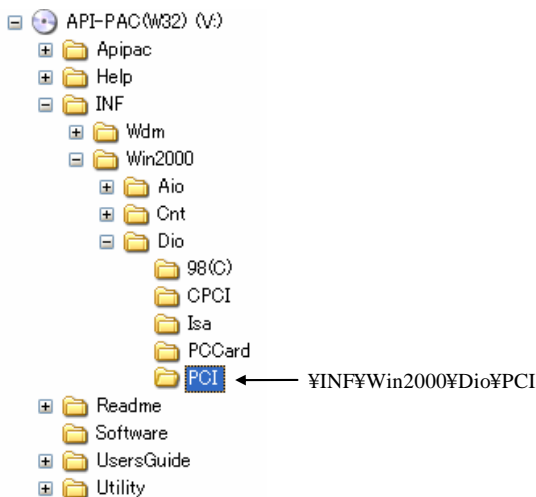 API-PAC(W32) (V:)
Apipac
Help
INF
Wdm
Win2000
Aio
Cnt
Dio
98(C)
CPCI
Isa
PCCard
PCI ¥INF¥Win2000¥Dio¥PCI
Readme
Software
UsersGuide
Utility